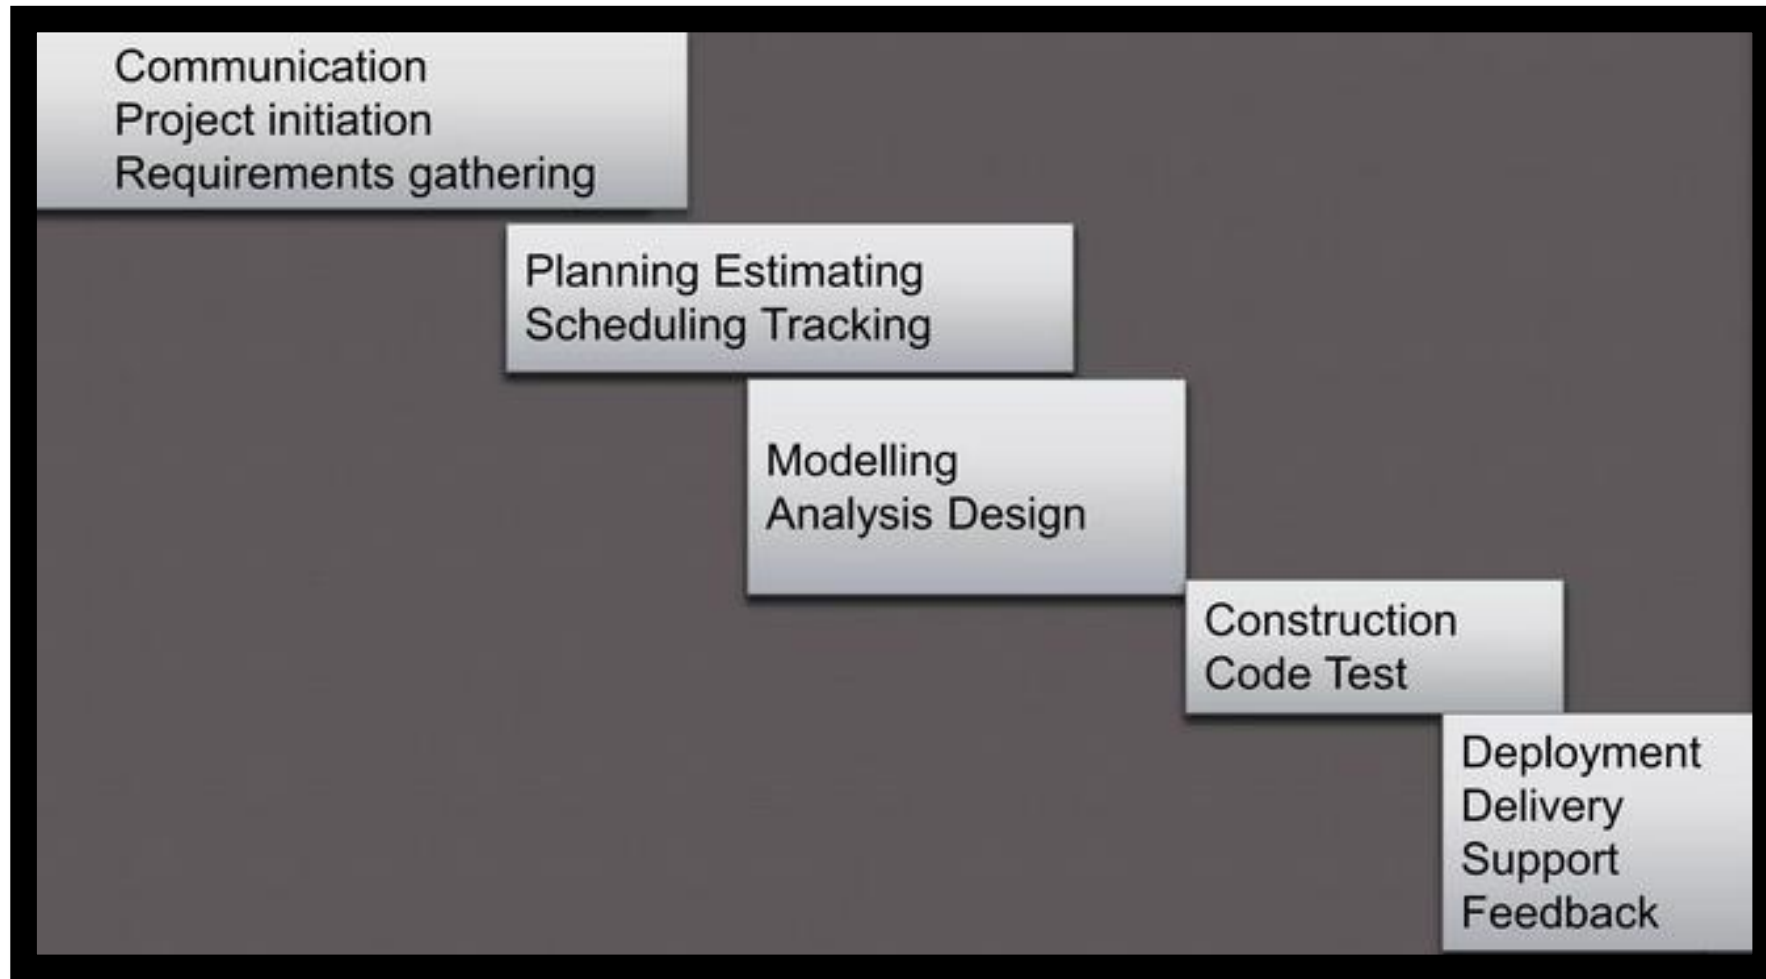 Communication
Project initiation
Requirements gathering
Planning Estimating
Scheduling Tracking
Modelling
Analysis Design
Construction
Code Test
Deployment
Delivery
Support
Feedback